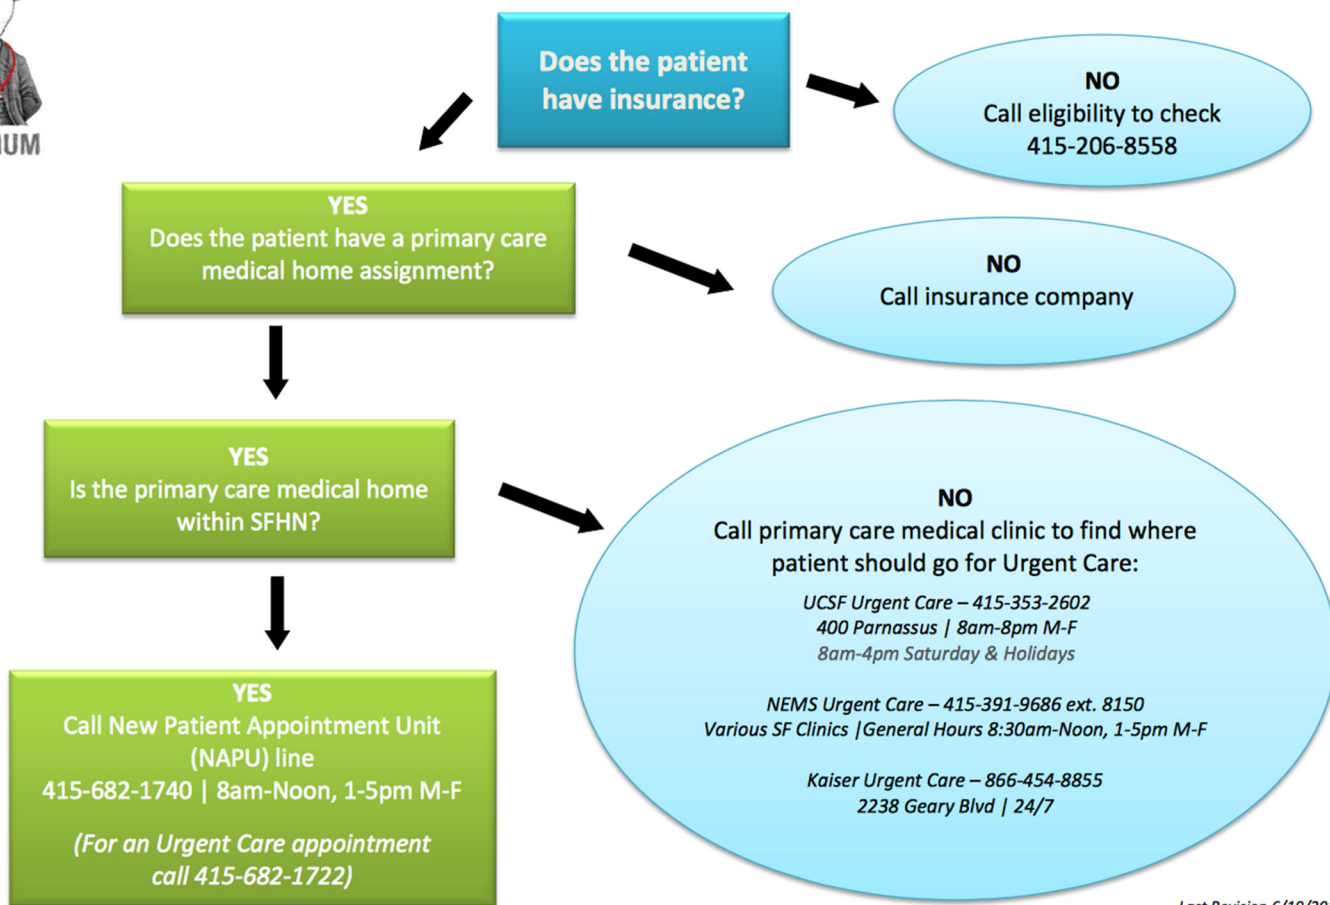 Does the patient
have insurance?
NO
Call eligibility to check
415-206-8558
YES
Does the patient have a primary care
medical home assignment?
NO
Call insurance company
YES
Is the primary care medical home
within SFHN?
NO
Call primary care medical clinic to find where
patient should go for Urgent Care:
UCSF Urgent Care – 415-353-2602
400 Parnassus | 8am-8pm M-F
8am-4pm Saturday & Holidays
NEMS Urgent Care – 415-391-9686 ext. 8150
Various SF Clinics |General Hours 8:30am-Noon, 1-5pm M-F
Kaiser Urgent Care – 866-454-8855
2238 Geary Blvd | 24/7
YES
Call New Patient Appointment Unit
(NAPU) line
415-682-1740 | 8am-Noon, 1-5pm M-F
(For an Urgent Care appointment
call 415-682-1722)
Last Revision